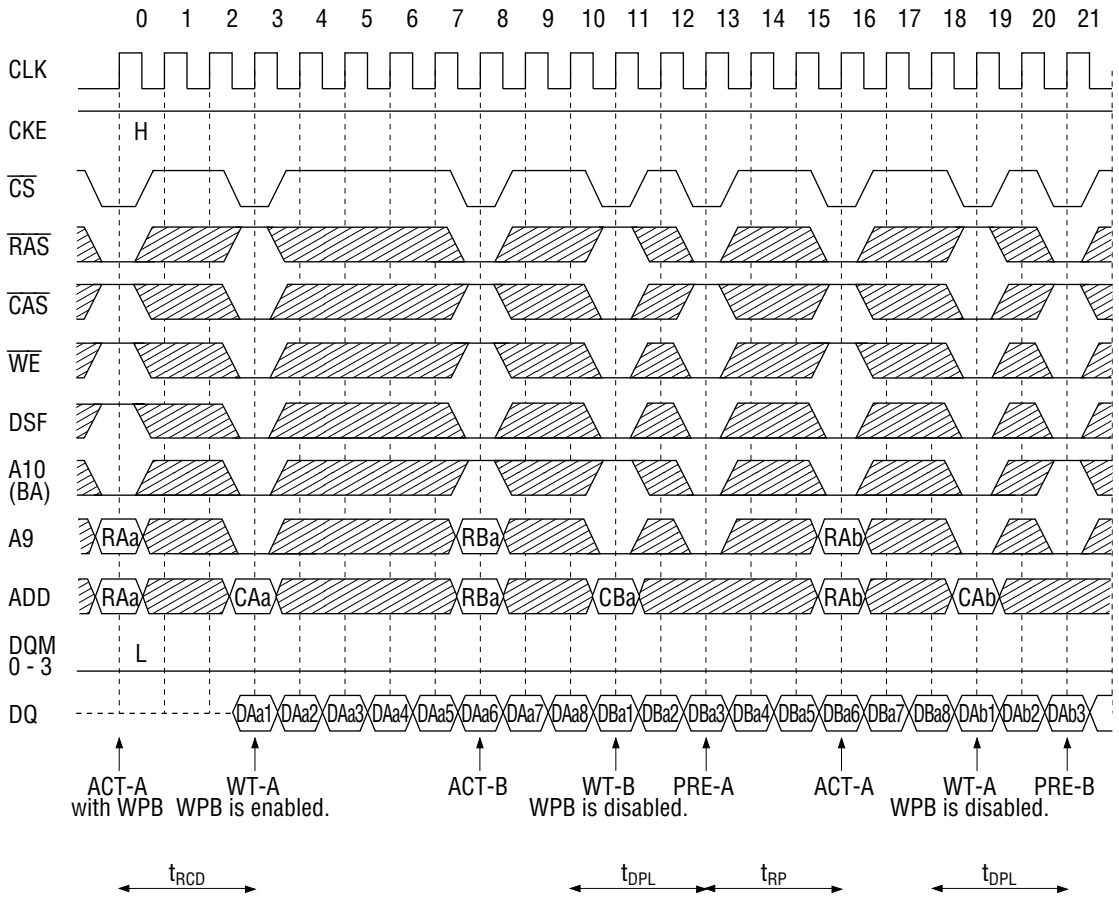 0 1 2 3 4 5 6 7 8 9 10 11 12 13 14 15 16 17 18 19 20 21
CLK
CKE H
CS
RAS
CAS
WE
DSF
A10
(BA)
A9 RAa RBa RAb
ADD RAa CAa RBa CBa RAb CAb
DQM
0 - 3 L
DQ DAa1 DAa2 DAa3 DAa4 DAa5 DAa6 DAa7 DAa8 DBa1 DBa2 DBa3 DBa4 DBa5 DBa6 DBa7 DBa8 DAb1 DAb2 DAb3
ACT-A WT-A ACT-B WT-B PRE-A ACT-A WT-A PRE-B
with WPB WPB is enabled. WPB is disabled. WPB is disabled.
tRCD tDPL tRP tDPL